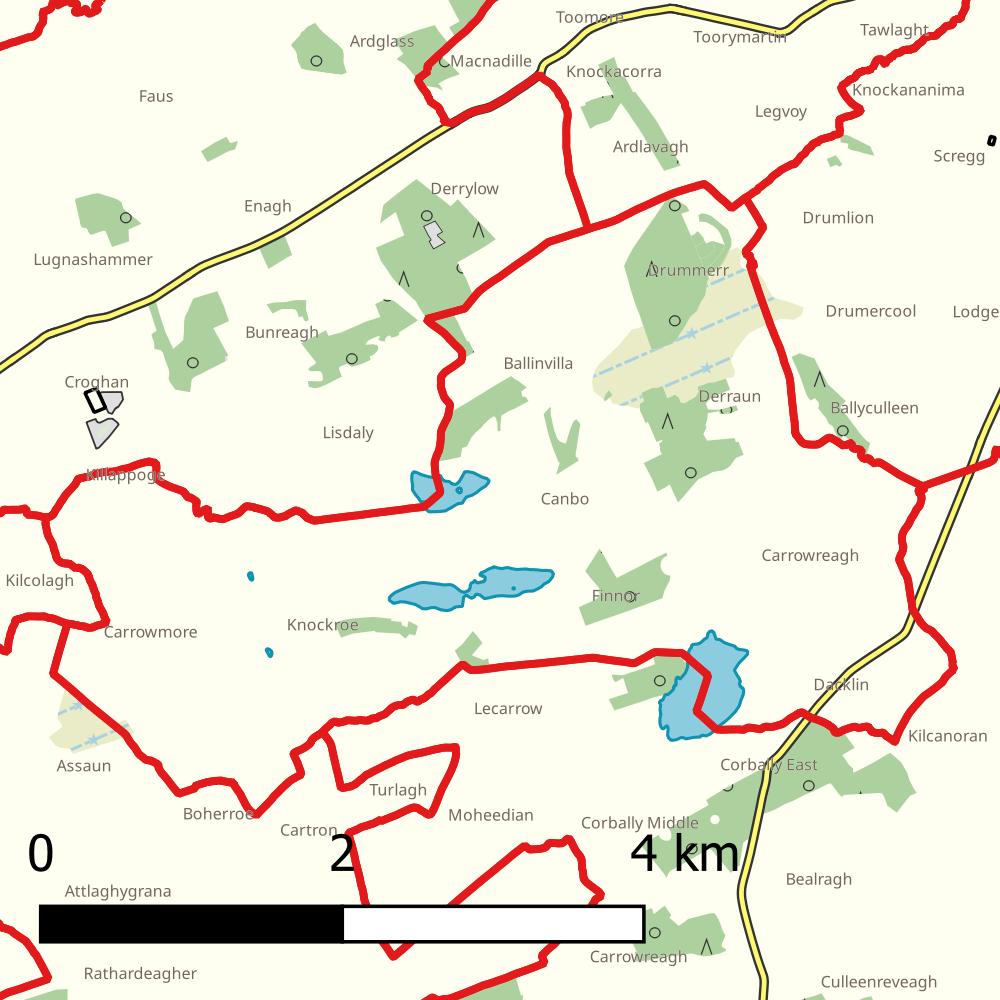 Toomore
Toorymartin
Tawlaght
Ardglass
Macnadille
Knockacorra
Knockananima
Faus
Legvoy
Ardlavagh
Scregg
Derrylow
Enagh
Drumlion
Lugnashammer
Drummerr
Drumercool
Lodge
Bunreagh
Ballinvilla
Croghan
Derraun
Ballyculleen
Lisdaly
Killappoge
Canbo
Carrowreagh
Kilcolagh
Finnor
Knockroe
Carrowmore
Dacklin
Lecarrow
Kilcanoran
Assaun
Corbally East
Turlagh
Boherroe
Cartron
Moheedian
Corbally Middle
0 2 4 km
Bealragh
Attlaghygrana
Carrowreagh
Rathardeagher
Culleenreveagh